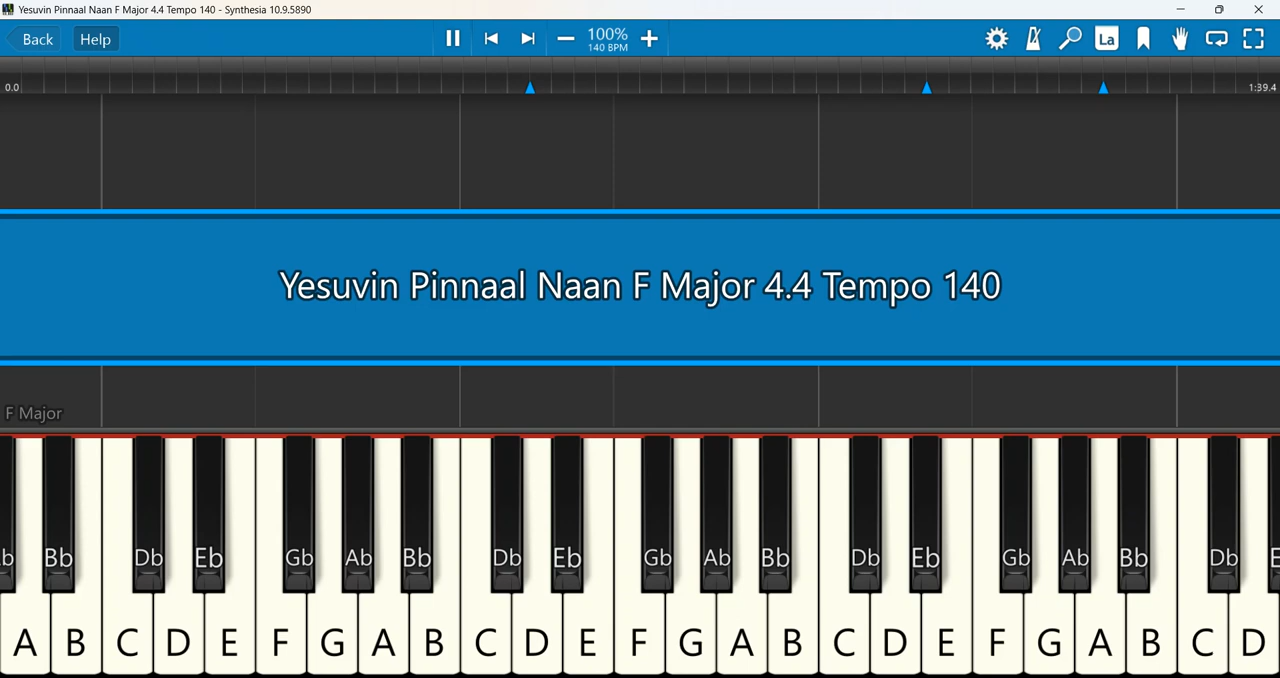 Yesuvin Pinnaal Naan F Major 4.4 Tempo 140 - Synthesia 10.9.5890
Back Help 100% La
140 BPM
0.0 1:39.4
Yesuvin Pinnaal Naan F Major 4.4 Tempo 140
F Major
b Bb Db Eb Gb Ab Bb Db Eb Gb Ab Bb Db Eb Gb Ab Bb Db E
A B C D E F G A B C D E F G A B C D E F G A B C D